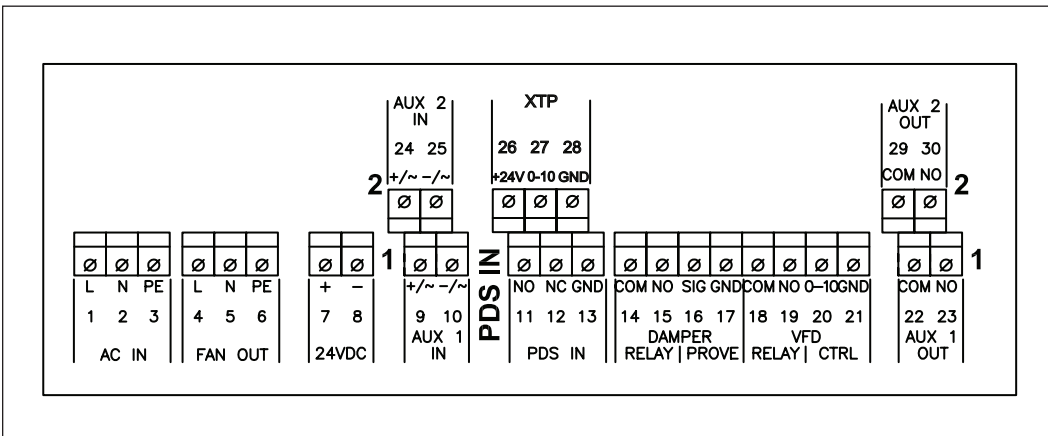 AUX 2 XTP AUX 2
IN OUT
24 25 26 27 28 29 30
+/~ −/~ +24V 0-10 GND COM NO
2 2
1 PDS IN 1
L N PE L N PE + − +/~ −/~ NO NC GND COM NO SIG GND COM NO 0−10 GND COM NO
1 2 3 4 5 6 7 8 9 10 11 12 13 14 15 16 17 18 19 20 21 22 23
AUX 1 DAMPER VFD AUX 1
AC IN FAN OUT 24VDC IN PDS IN RELAY PROVE RELAY CTRL OUT